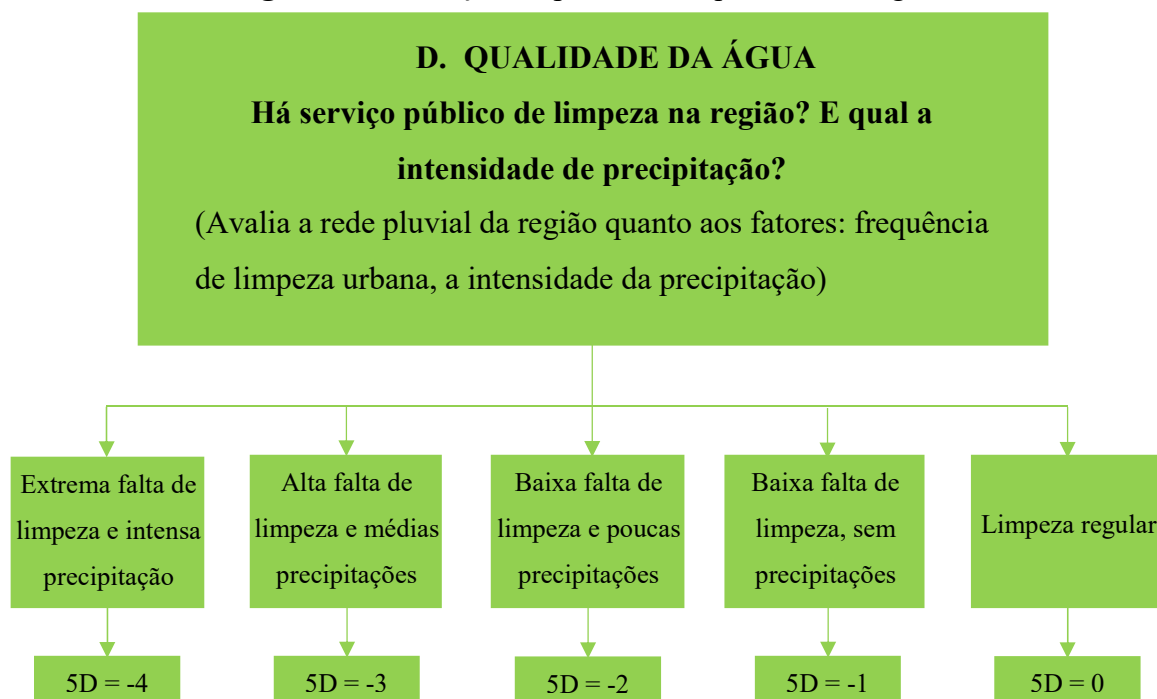 D. QUALIDADE DA ÁGUA
Há serviço público de limpeza na região? E qual a
intensidade de precipitação?
(Avalia a rede pluvial da região quanto aos fatores: frequência
de limpeza urbana, a intensidade da precipitação)
Extrema falta de
limpeza e intensa
precipitação
Alta falta de
limpeza e médias
precipitações
Baixa falta de
limpeza e poucas
precipitações
Baixa falta de
limpeza, sem
precipitações
Limpeza regular
5D = -4
5D = -3
5D = -2
5D = -1
5D = 0